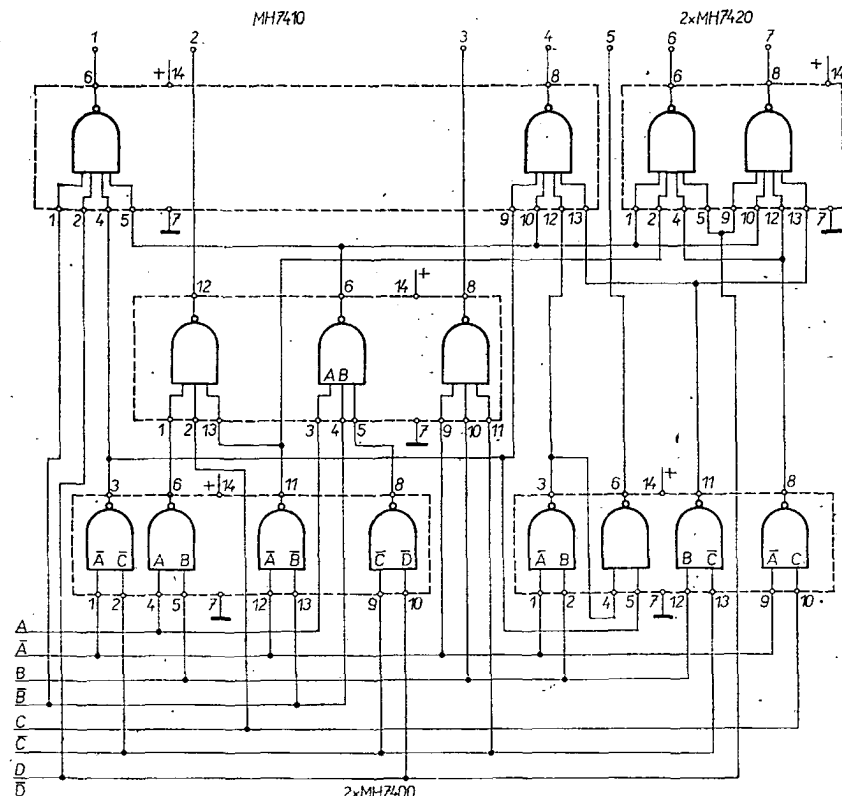 MH7410 2xMH7420
1 2 3 4 5 6 7
6 + 14 8 6 8 + 14
1 2 4 5 7 9 10 12 13 1 2 4 5 9 10 12 13 7
12 6 14 + 8
A B
1 2 13 3 4 5 7 9 10 11
3 6 + 14 11 8 3 6 14 + 11 8
A̅ C̅ A B A̅ B̅ C̅ D̅ A̅ B B C̅ A̅ C
1 2 4 5 7 12 13 9 10 1 2 4 5 7 12 13 9 10
A
A̅
B
B̅
C
C̅
D
D̅ 2xMH7400